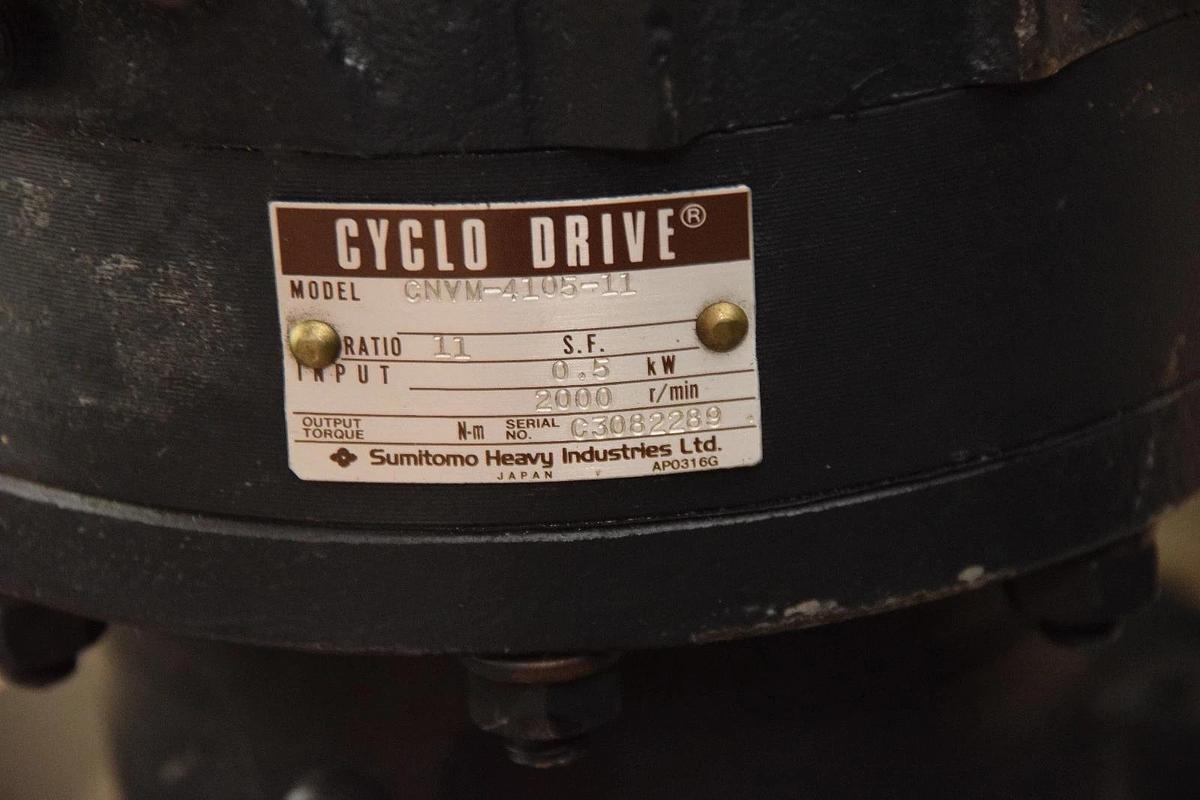 CYCLO DRIVE®
MODEL CNVM-4105-11
RATIO 11 S.F.
INPUT 0.5 kW
2000 r/min
OUTPUT TORQUE N·m SERIAL NO. C3082289
Sumitomo Heavy Industries Ltd.
JAPAN AP0316G